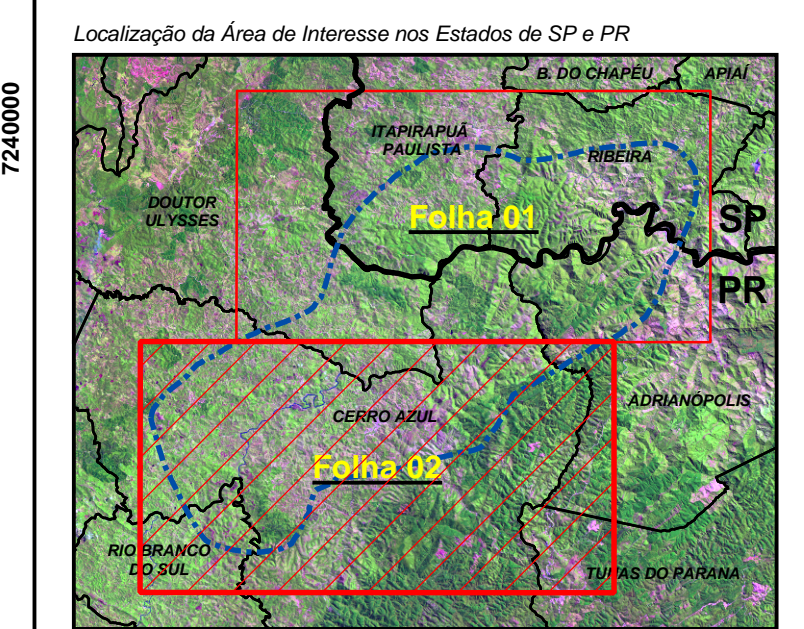 Localização da Área de Interesse nos Estados de SP e PR
7240000
B. DO CHAPÉU
APIAÍ
ITAPIRAPUÃ
PAULISTA
RIBEIRA
DOUTOR
ULYSSES
Folha 01
SP
PR
ADRIANÓPOLIS
CERRO AZUL
Folha 02
RIO BRANCO
DO SUL
TUNAS DO PARANA